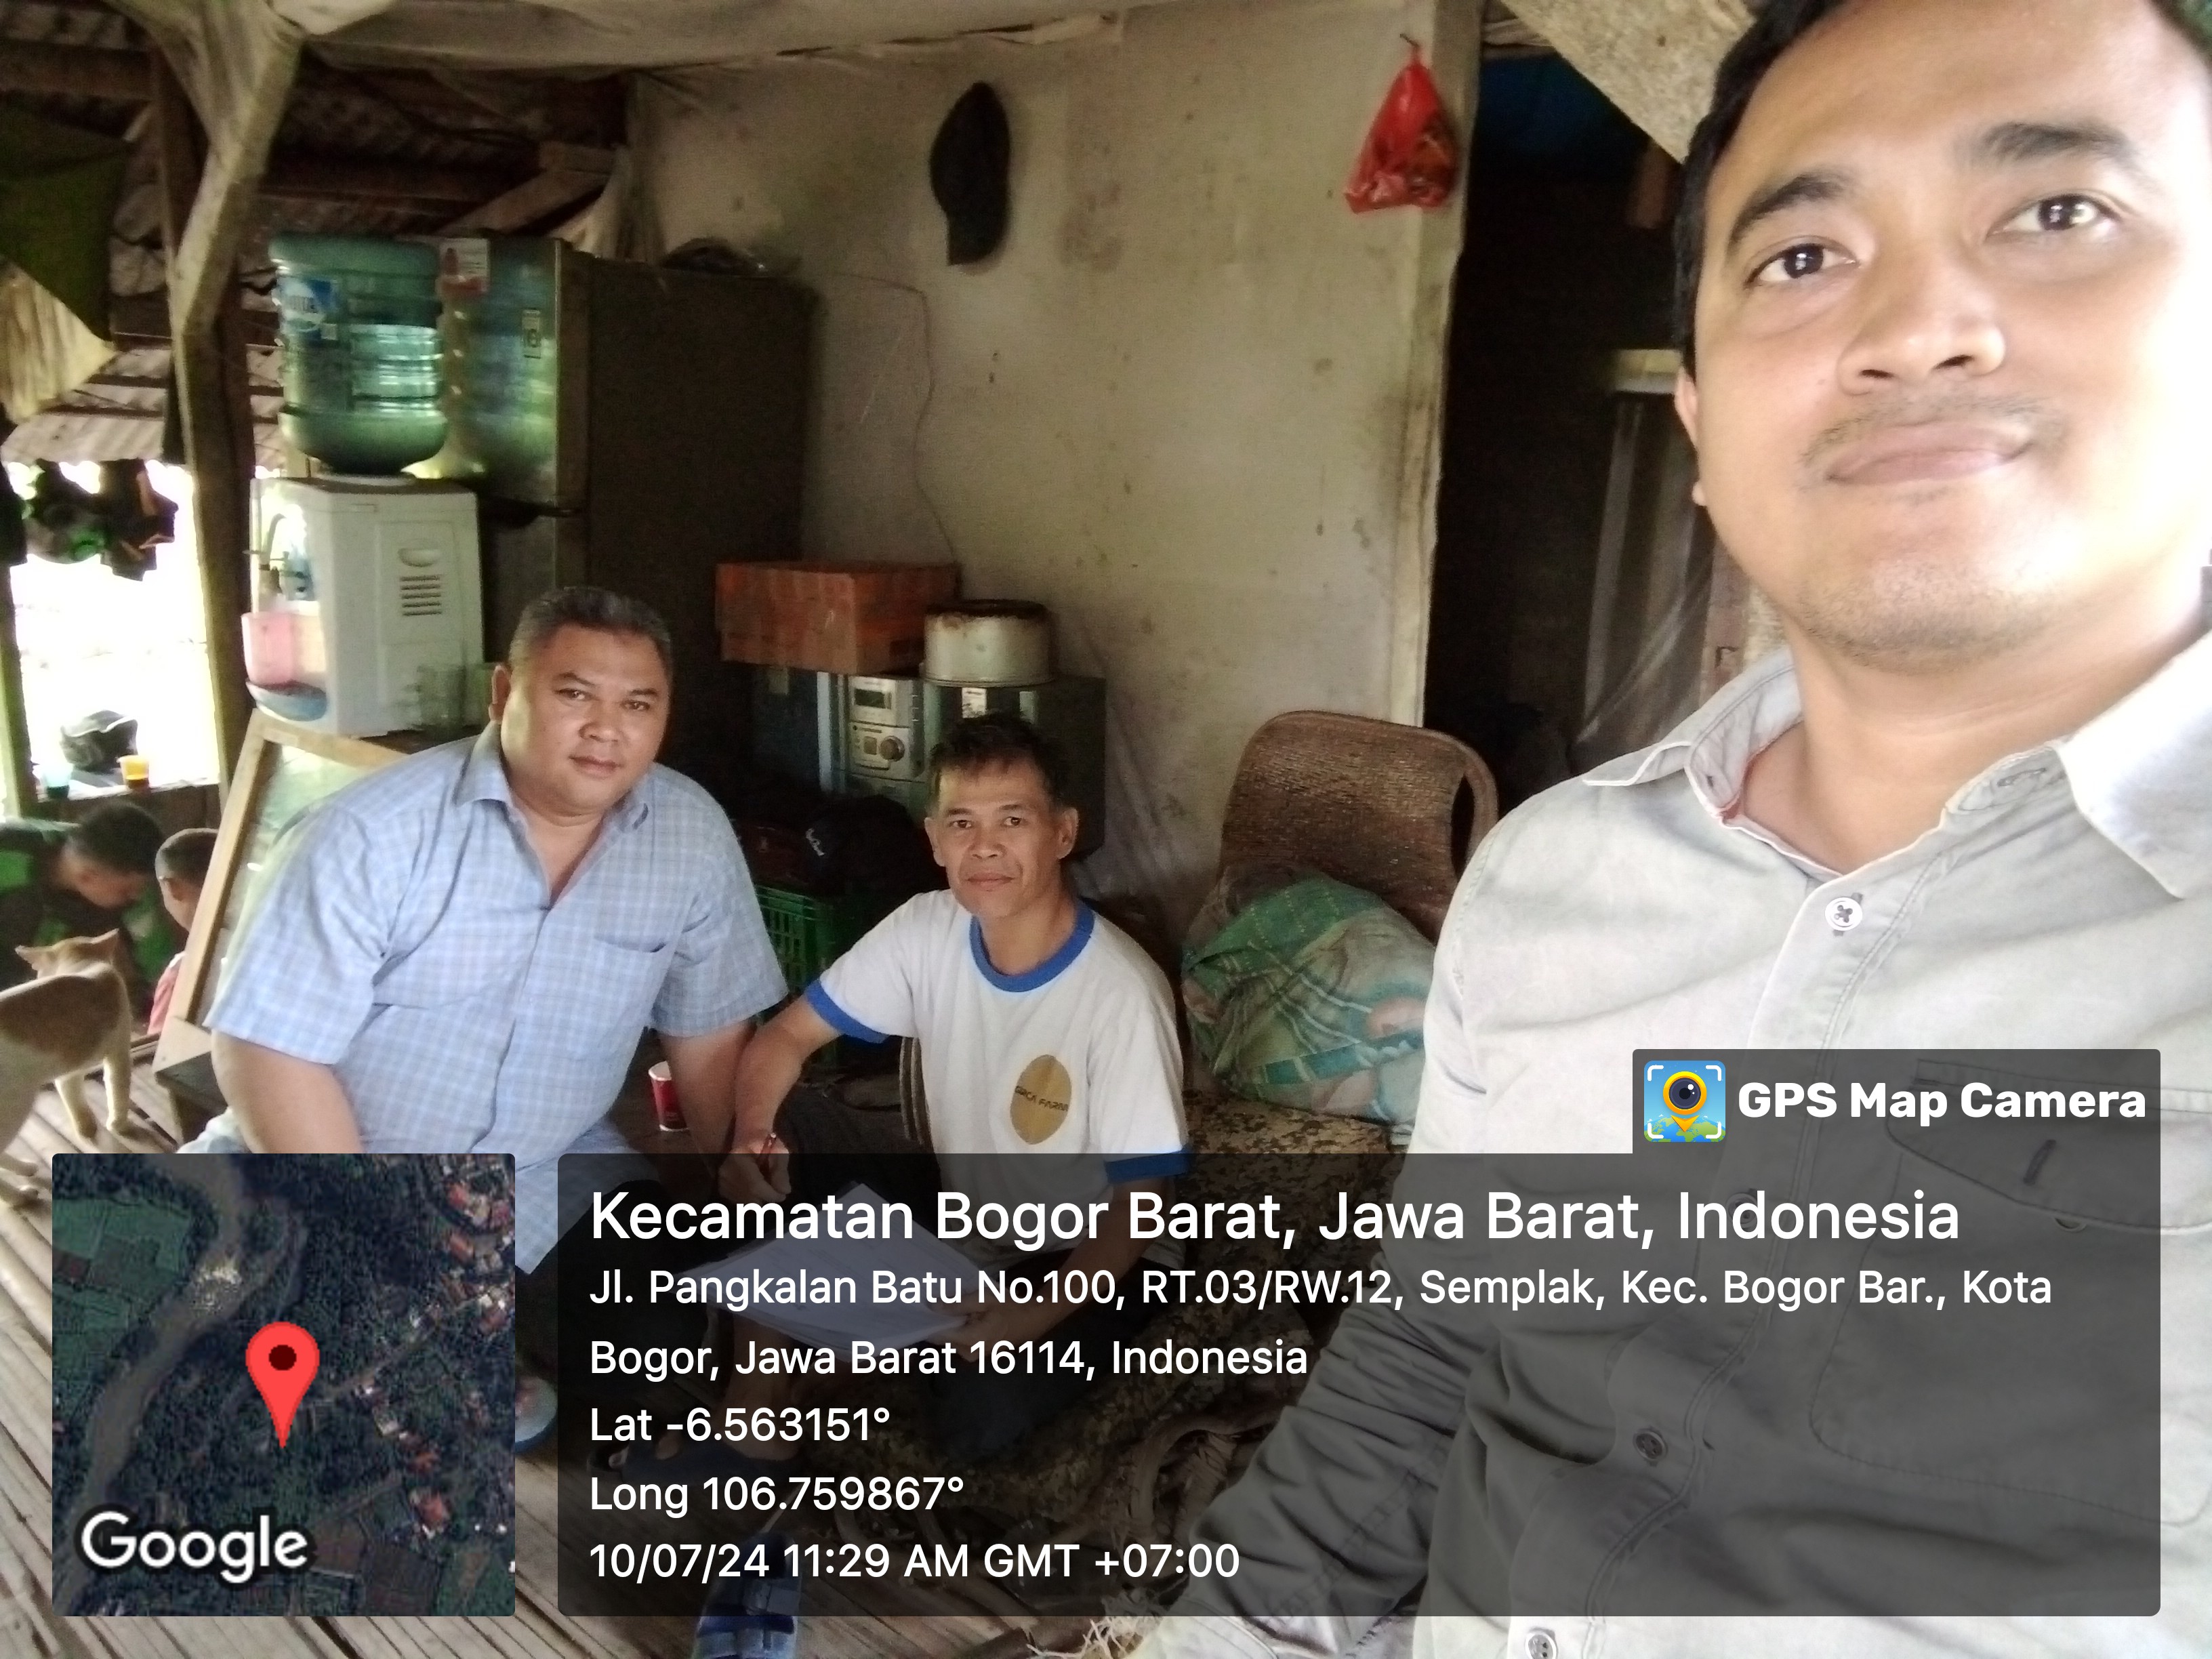 GPS Map Camera
Kecamatan Bogor Barat, Jawa Barat, Indonesia
Jl. Pangkalan Batu No.100, RT.03/RW.12, Semplak, Kec. Bogor Bar., Kota
Bogor, Jawa Barat 16114, Indonesia
Lat -6.563151°
Long 106.759867°
10/07/24 11:29 AM GMT +07:00
Google
FARM